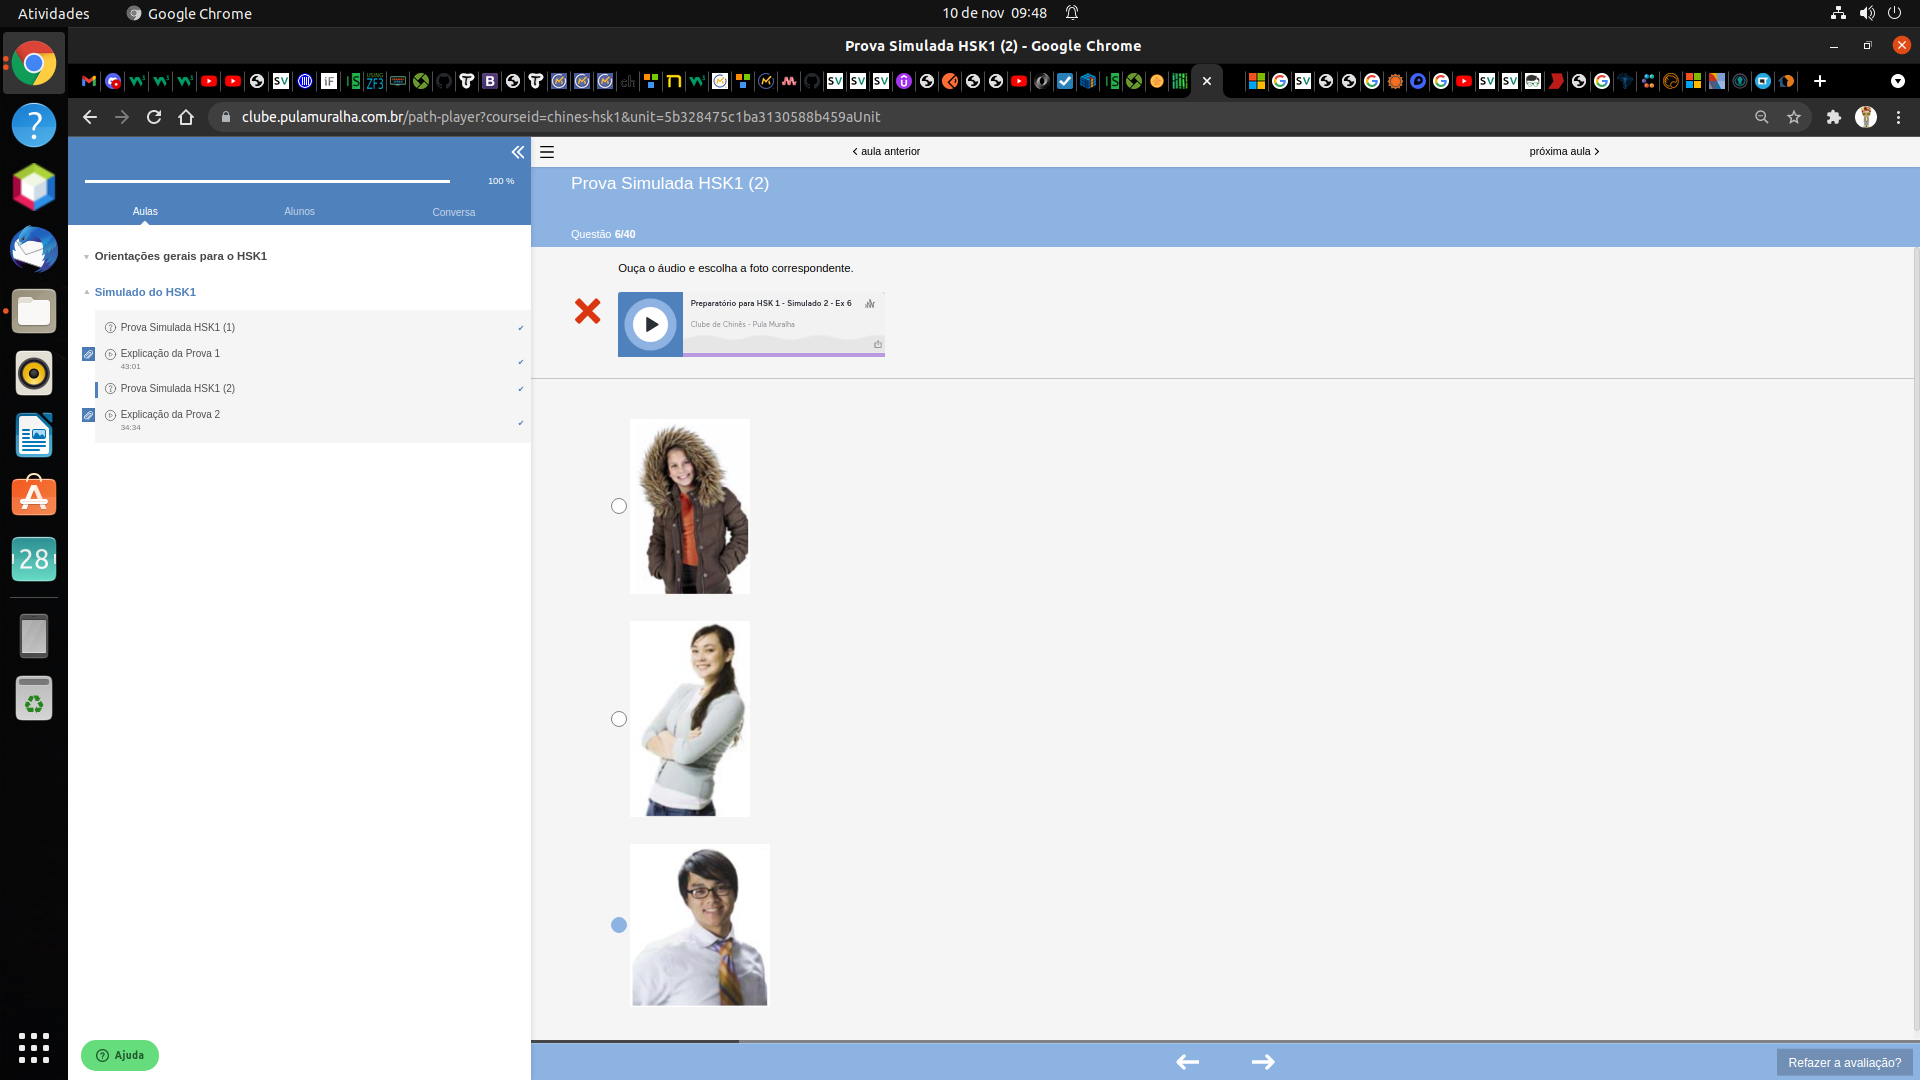 Atividades
Google Chrome
10 de nov 09:48
Prova Simulada HSK1 (2) - Google Chrome
clube.pulamuralha.com.br/path-player?courseid=chines-hsk1&unit=5b328475c1ba3130588b459aUnit
100 %
Aulas
Alunos
Conversa
Orientações gerais para o HSK1
Simulado do HSK1
Prova Simulada HSK1 (1)
Explicação da Prova 1
43:01
Prova Simulada HSK1 (2)
Explicação da Prova 2
34:34
Ajuda
aula anterior
próxima aula
Prova Simulada HSK1 (2)
Questão 6/40
Ouça o áudio e escolha a foto correspondente.
Preparatório para HSK 1 - Simulado 2 - Ex 6
Clube de Chinês - Pula Muralha
28
Refazer a avaliação?